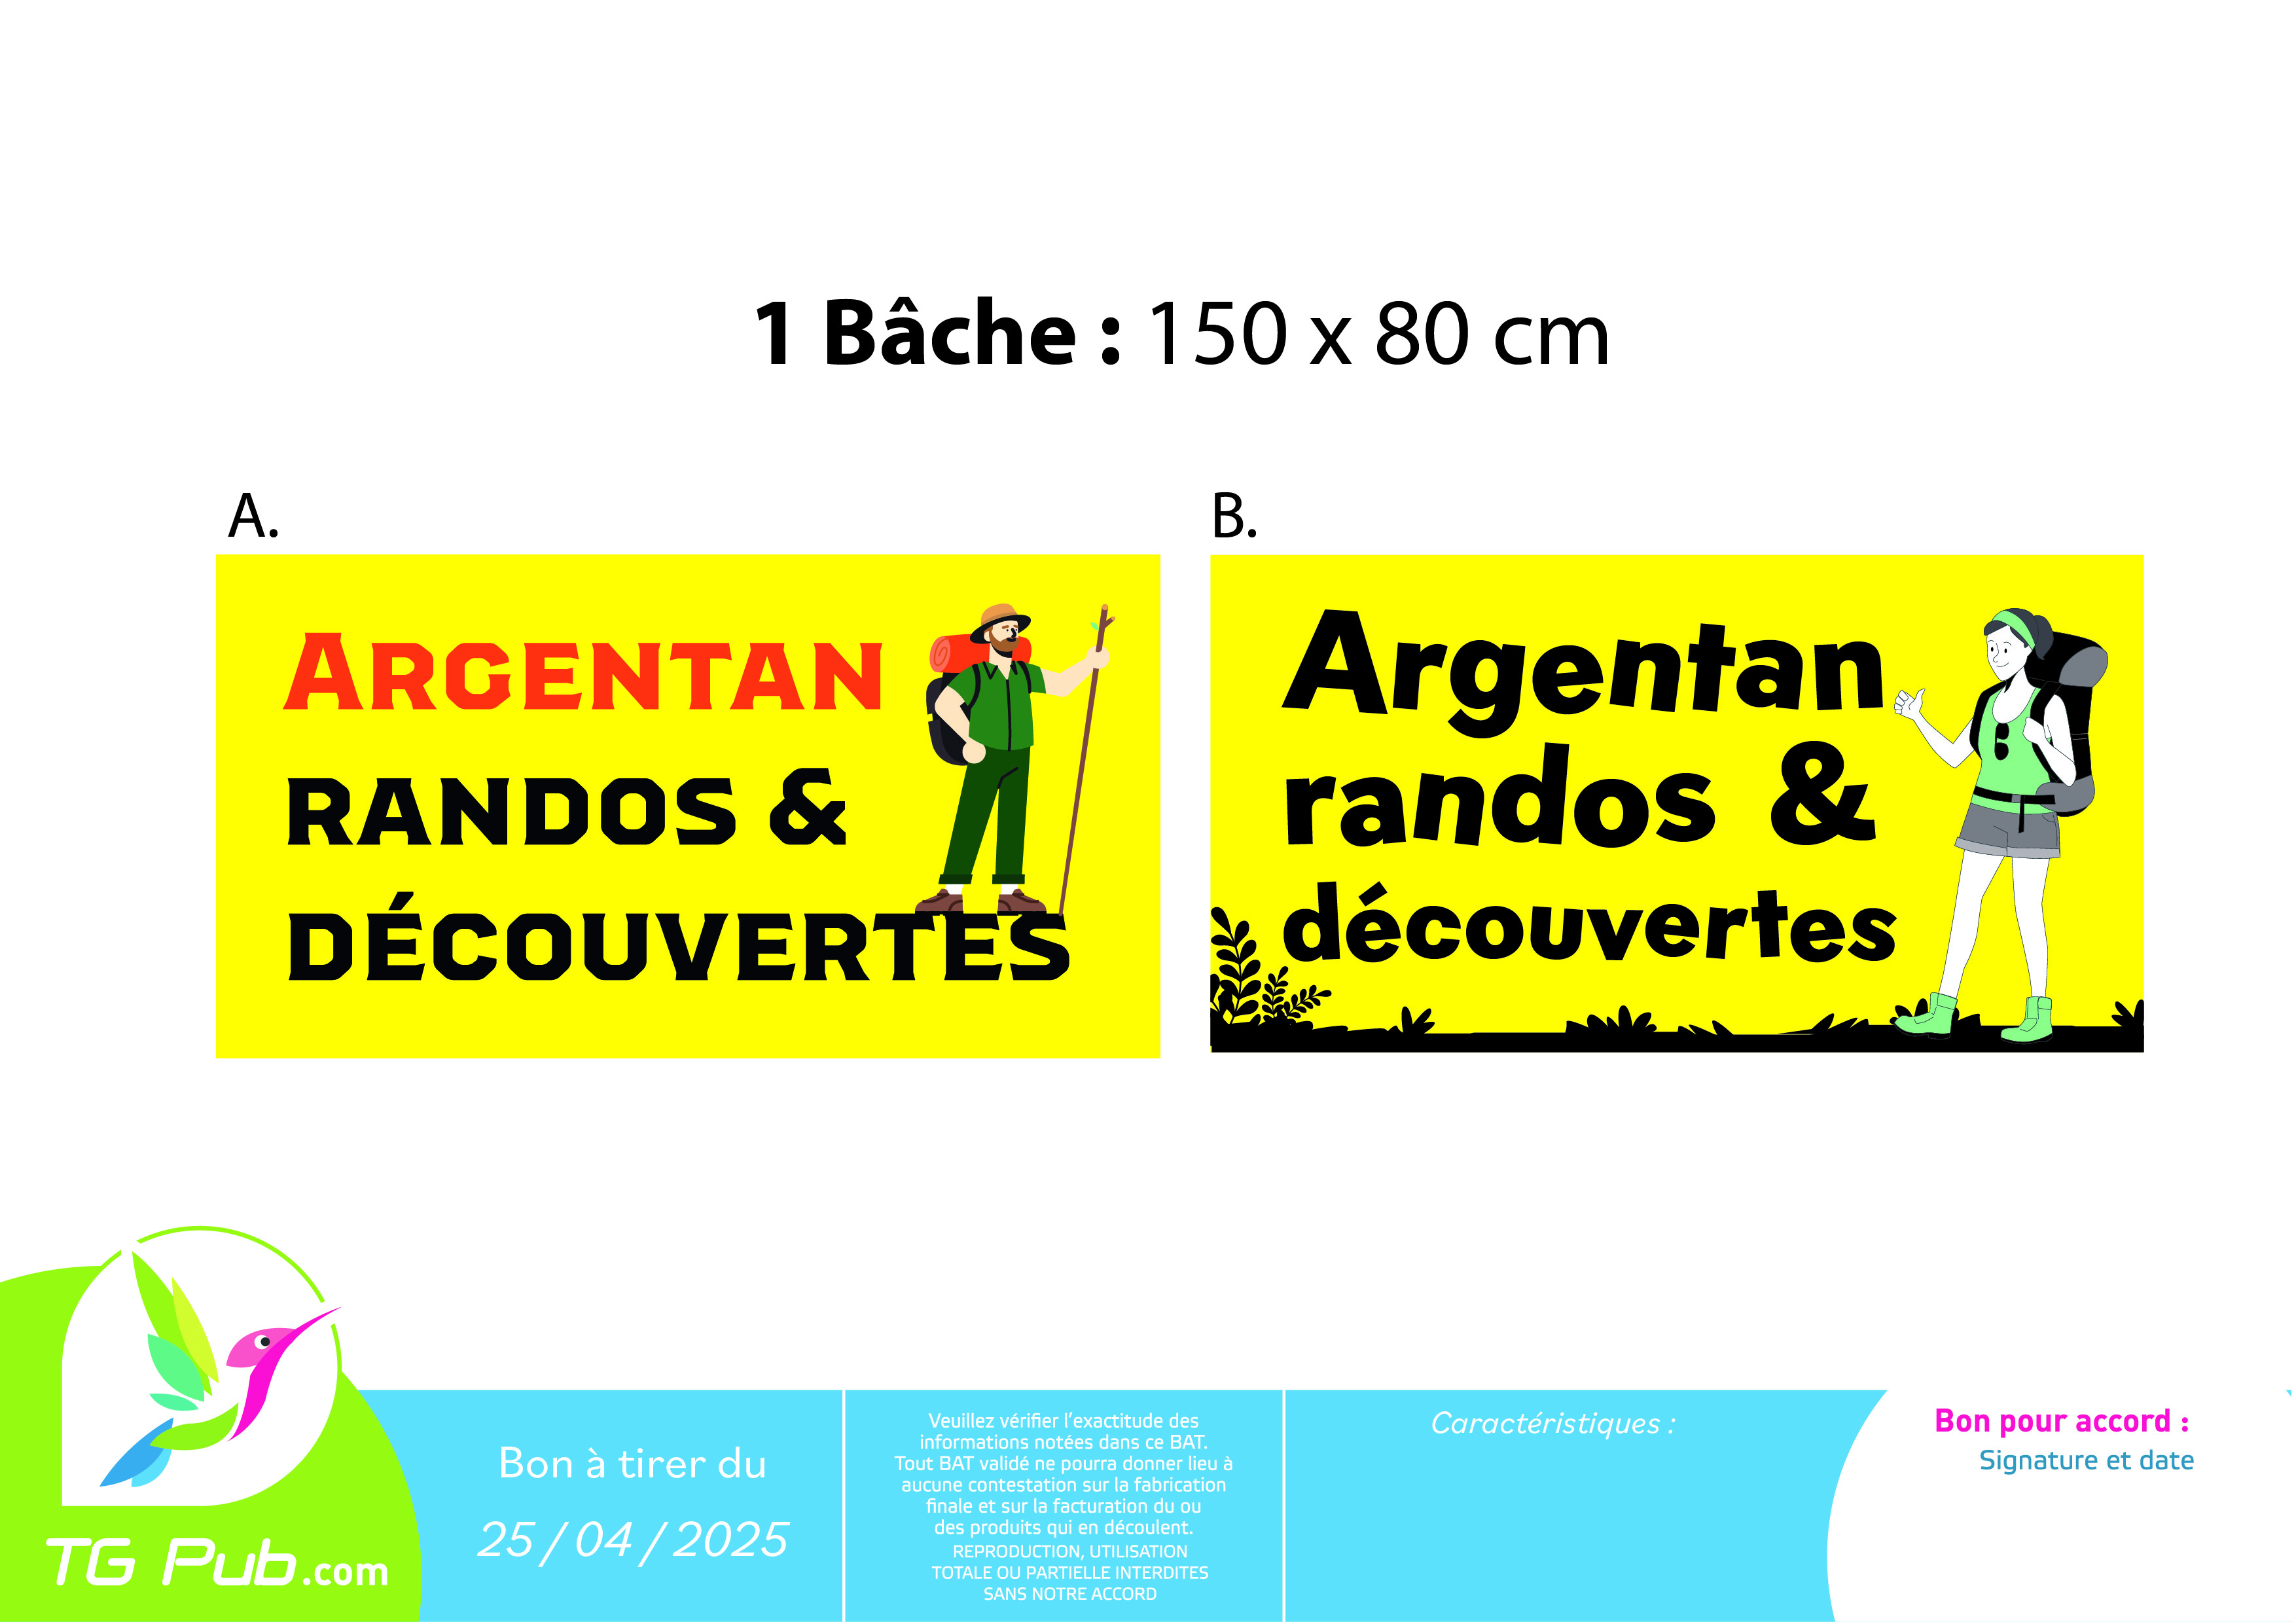 1 Bâche : 150 x 80 cm
A.
ARGENTAN
RANDOS &
DÉCOUVERTES
B.
Argentan
randos &
découvertes
TG Pub.com
Bon à tirer du
25 / 04 / 2025
Veuillez vérifier l'exactitude des
informations notées dans ce BAT.
Tout BAT validé ne pourra donner lieu à
aucune contestation sur la fabrication
finale et sur la facturation du ou
des produits qui en découlent.
REPRODUCTION, UTILISATION
TOTALE OU PARTIELLE INTERDITES
SANS NOTRE ACCORD
Caractéristiques :
Bon pour accord :
Signature et date